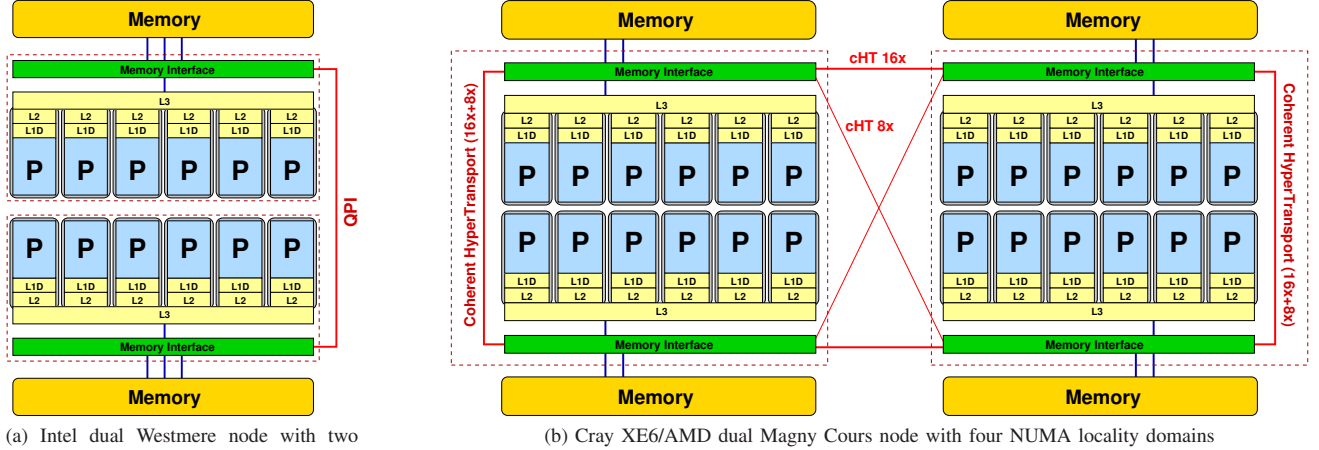 Memory
Memory Interface
L3
L2 L2 L2 L2 L2 L2
L1D L1D L1D L1D L1D L1D
P P P P P P
QPI
P P P P P P
L1D L1D L1D L1D L1D L1D
L2 L2 L2 L2 L2 L2
L3
Memory Interface
Memory
(a) Intel dual Westmere node with two
Memory
Memory Interface
L3
L2 L2 L2 L2 L2 L2
L1D L1D L1D L1D L1D L1D
P P P P P P
Coherent HyperTransport (16x+8x)
P P P P P P
L1D L1D L1D L1D L1D L1D
L2 L2 L2 L2 L2 L2
L3
Memory Interface
Memory
cHT 16x
cHT 8x
Memory
Memory Interface
L3
L2 L2 L2 L2 L2 L2
L1D L1D L1D L1D L1D L1D
P P P P P P
Coherent HyperTransport (16x+8x)
P P P P P P
L1D L1D L1D L1D L1D L1D
L2 L2 L2 L2 L2 L2
L3
Memory Interface
Memory
(b) Cray XE6/AMD dual Magny Cours node with four NUMA locality domains